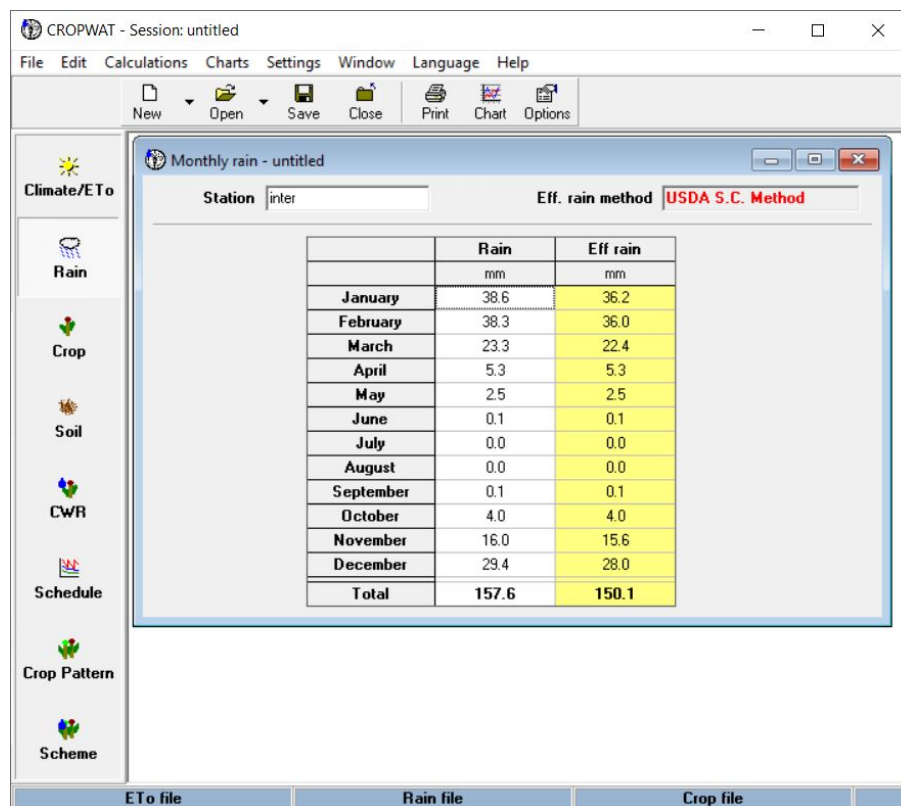 CROPWAT - Session: untitled
File Edit Calculations Charts Settings Window Language Help
New Open Save Close Print Chart Options
Climate/ETo
Rain
Crop
Soil
CWR
Schedule
Crop Pattern
Scheme
Monthly rain - untitled
Station inter Eff. rain method USDA S.C. Method
Rain Eff rain
mm mm
January 38.6 36.2
February 38.3 36.0
March 23.3 22.4
April 5.3 5.3
May 2.5 2.5
June 0.1 0.1
July 0.0 0.0
August 0.0 0.0
September 0.1 0.1
October 4.0 4.0
November 16.0 15.6
December 29.4 28.0
Total 157.6 150.1
ETo file Rain file Crop file